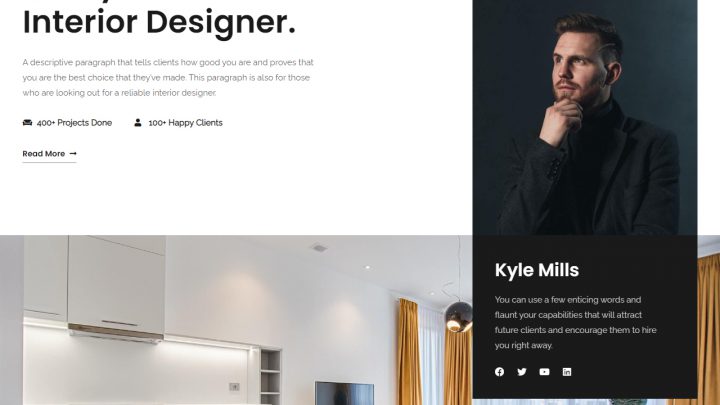 Interior Designer.
A descriptive paragraph that tells clients how good you are and proves that
you are the best choice that they've made. This paragraph is also for those
who are looking out for a reliable interior designer.
400+ Projects Done
100+ Happy Clients
Read More
Kyle Mills
You can use a few enticing words and
flaunt your capabilities that will attract
future clients and encourage them to hire
you right away.